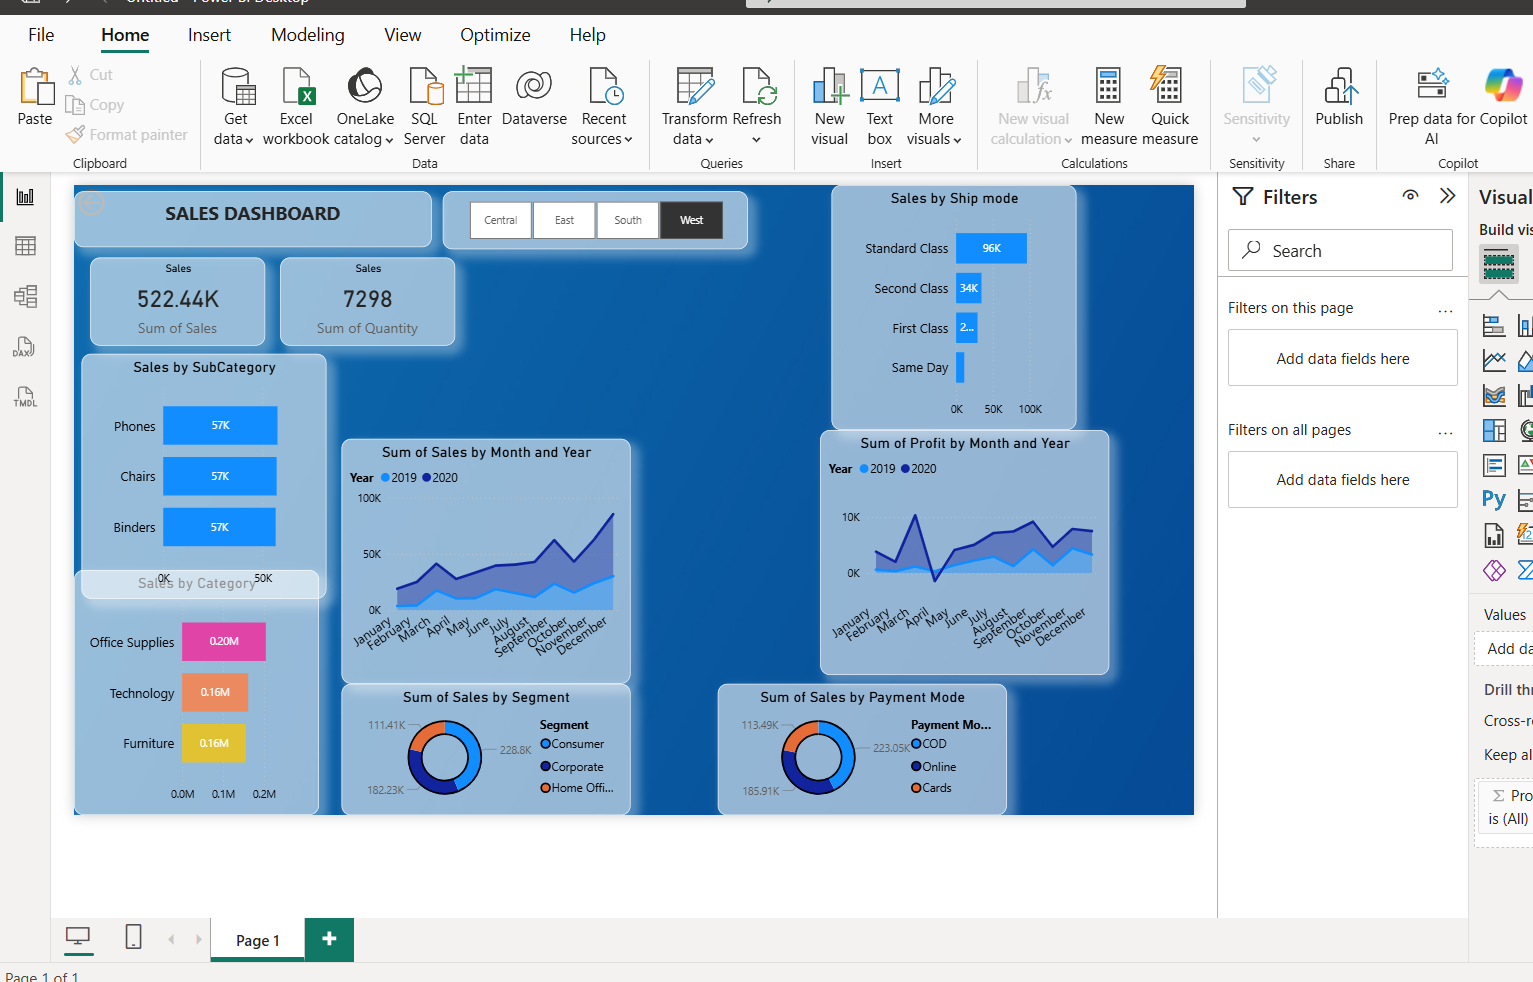 File Home Insert Modeling View Optimize Help
Paste
Cut
Copy
Format painter
Clipboard
Get data
Excel workbook
OneLake catalog
SQL Server
Enter data
Dataverse
Recent sources
Data
Transform data
Refresh
Queries
New visual
Text box
More visuals
Insert
New visual calculation
New measure
Quick measure
Calculations
Sensitivity
Sensitivity
Publish
Share
Prep data for AI
Copilot
Copilot
DAX
TMDL
SALES DASHBOARD
Central East South West
Sales
522.44K
Sum of Sales
Sales
7298
Sum of Quantity
Sales by SubCategory
Phones 57K
Chairs 57K
Binders 57K
0K 50K
Sales by Category
Office Supplies 0.20M
Technology 0.16M
Furniture 0.16M
0.0M 0.1M 0.2M
Sum of Sales by Month and Year
Year 2019 2020
100K
50K
0K
January February March April May June July August September October November December
Sum of Sales by Segment
111.41K
228.8K
182.23K
Segment
Consumer
Corporate
Home Offi...
Sales by Ship mode
Standard Class 96K
Second Class 34K
First Class 2...
Same Day
0K 50K 100K
Sum of Profit by Month and Year
Year 2019 2020
10K
0K
January February March April May June July August September October November December
Sum of Sales by Payment Mode
113.49K
223.05K
185.91K
Payment Mo...
COD
Online
Cards
Filters
Search
Filters on this page ...
Add data fields here
Filters on all pages ...
Add data fields here
Visual
Build vis
Py
Values
Add da
Drill thr
Cross-r
Keep al
Σ Pro
is (All)
Page 1
+
Page 1 of 1